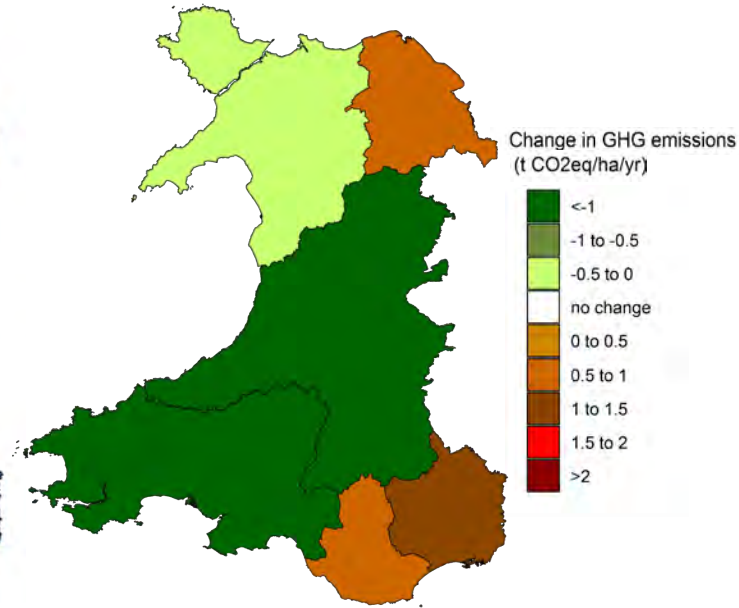 Change in GHG emissions
(t CO2eq/ha/yr)
<-1
-1 to -0.5
-0.5 to 0
no change
0 to 0.5
0.5 to 1
1 to 1.5
1.5 to 2
>2